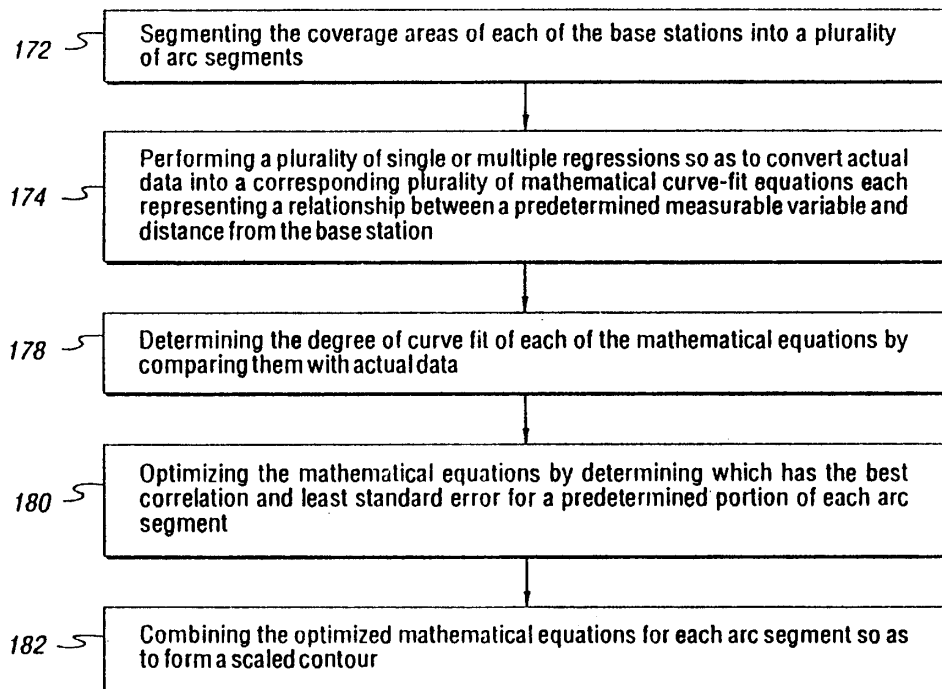 172
Segmenting the coverage areas of each of the base stations into a plurality
of arc segments
174
Performing a plurality of single or multiple regressions so as to convert actual
data into a corresponding plurality of mathematical curve-fit equations each
representing a relationship between a predetermined measurable variable and
distance from the base station
178
Determining the degree of curve fit of each of the mathematical equations by
comparing them with actual data
180
Optimizing the mathematical equations by determining which has the best
correlation and least standard error for a predetermined portion of each arc
segment
182
Combining the optimized mathematical equations for each arc segment so as
to form a scaled contour